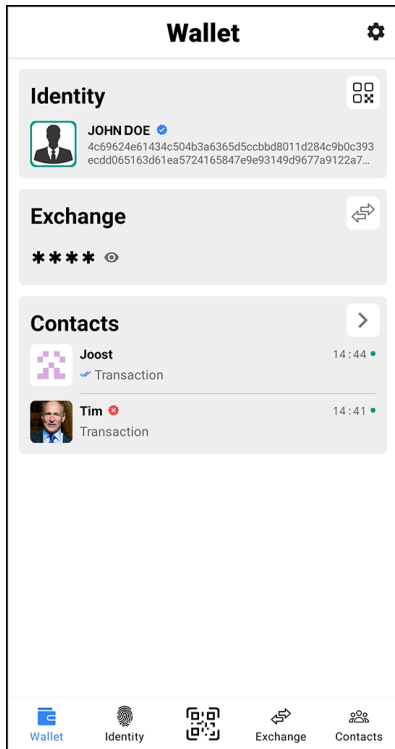 Wallet
Identity
JOHN DOE
4c69624e61434c504b3a6365d5ccbbd8011d284c9b0c393
ecdd065163d61ea5724165847e9e93149d9677a9122a7...
Exchange
****
Contacts
Joost 14:44
Transaction
Tim 14:41
Transaction
Wallet Identity Exchange Contacts